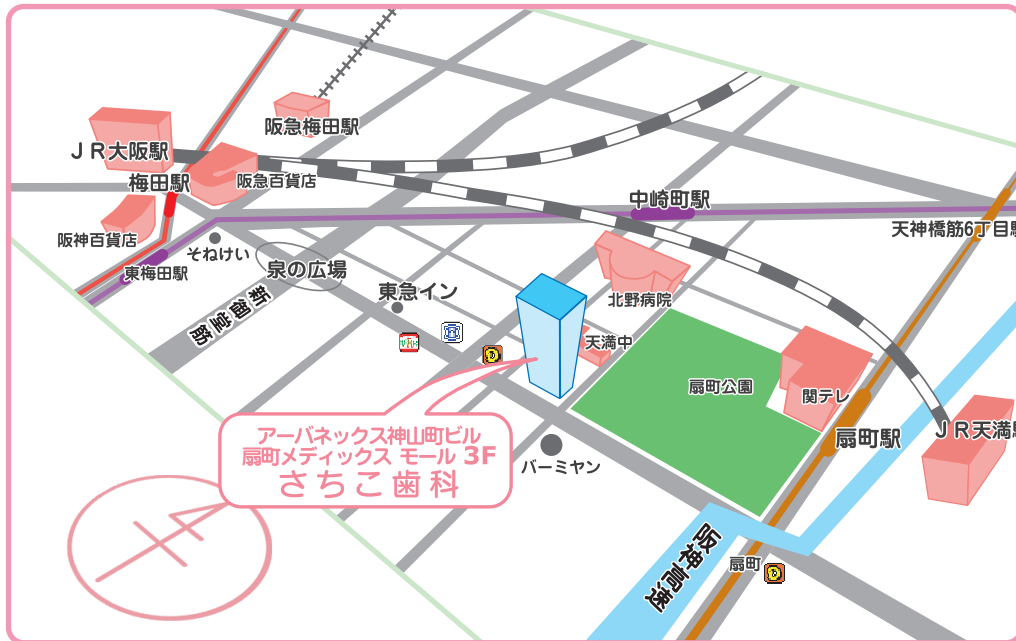 阪急梅田駅
ＪＲ大阪駅
梅田駅
阪急百貨店
中崎町駅
天神橋筋6丁目駅
阪神百貨店
そねけい
東梅田駅
泉の広場
東急イン
北野病院
新御堂筋
天満中
扇町公園
関テレ
扇町駅
ＪＲ天満駅
アーバネックス神山町ビル
扇町メディックス モール 3F
さちこ歯科
バーミヤン
阪神高速
扇町